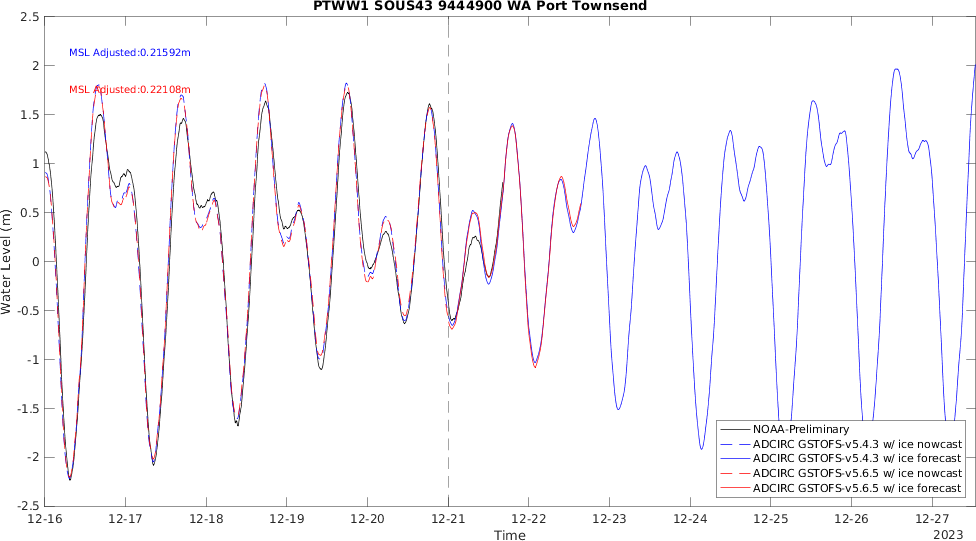 PTWW1 SOUS43 9444900 WA Port Townsend
2.5
2
1.5
1
0.5
0
-0.5
-1
-1.5
-2
-2.5
Water Level (m)
MSL Adjusted:0.21592m
MSL Adjusted:0.22108m
NOAA-Preliminary
ADCIRC GSTOFS-v5.4.3 w/ ice nowcast
ADCIRC GSTOFS-v5.4.3 w/ ice forecast
ADCIRC GSTOFS-v5.6.5 w/ ice nowcast
ADCIRC GSTOFS-v5.6.5 w/ ice forecast
12-16 12-17 12-18 12-19 12-20 12-21 12-22 12-23 12-24 12-25 12-26 12-27
Time
2023